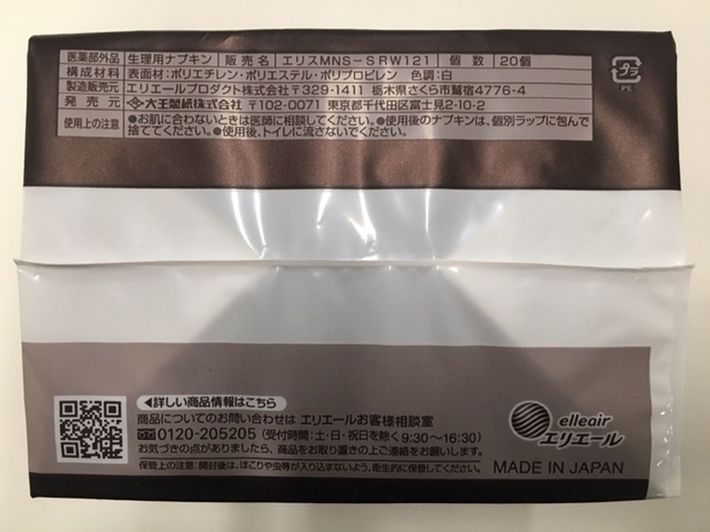 医薬部外品 生理用ナプキン 販売名 エリスMNS-SRW121 個数 20個
構成材料 表面材:ポリエチレン・ポリエステル・ポリプロピレン 色調:白
製造販売元 エリエールプロダクト株式会社〒329-1411 栃木県さくら市鷲宿4776-4
発売元 大王製紙株式会社 〒102-0071 東京都千代田区富士見2-10-2
使用上の注意 ●お肌に合わないときは医師に相談してください。●使用後のナプキンは、個別ラップに包んで
捨ててください。●使用後、トイレに流さないでください。
プラ
PE
◀詳しい商品情報はこちら
商品についてのお問い合わせは エリエールお客様相談室
0120-205205 (受付時間:土・日・祝日を除く9:30〜16:30)
お気づきの点がありましたら、商品をお取り置きの上ご連絡をお願いします。
保管上の注意:開封後は、ほこりや虫等が入り込まないよう、衛生的に保管してください。
elleair
エリエール
MADE IN JAPAN